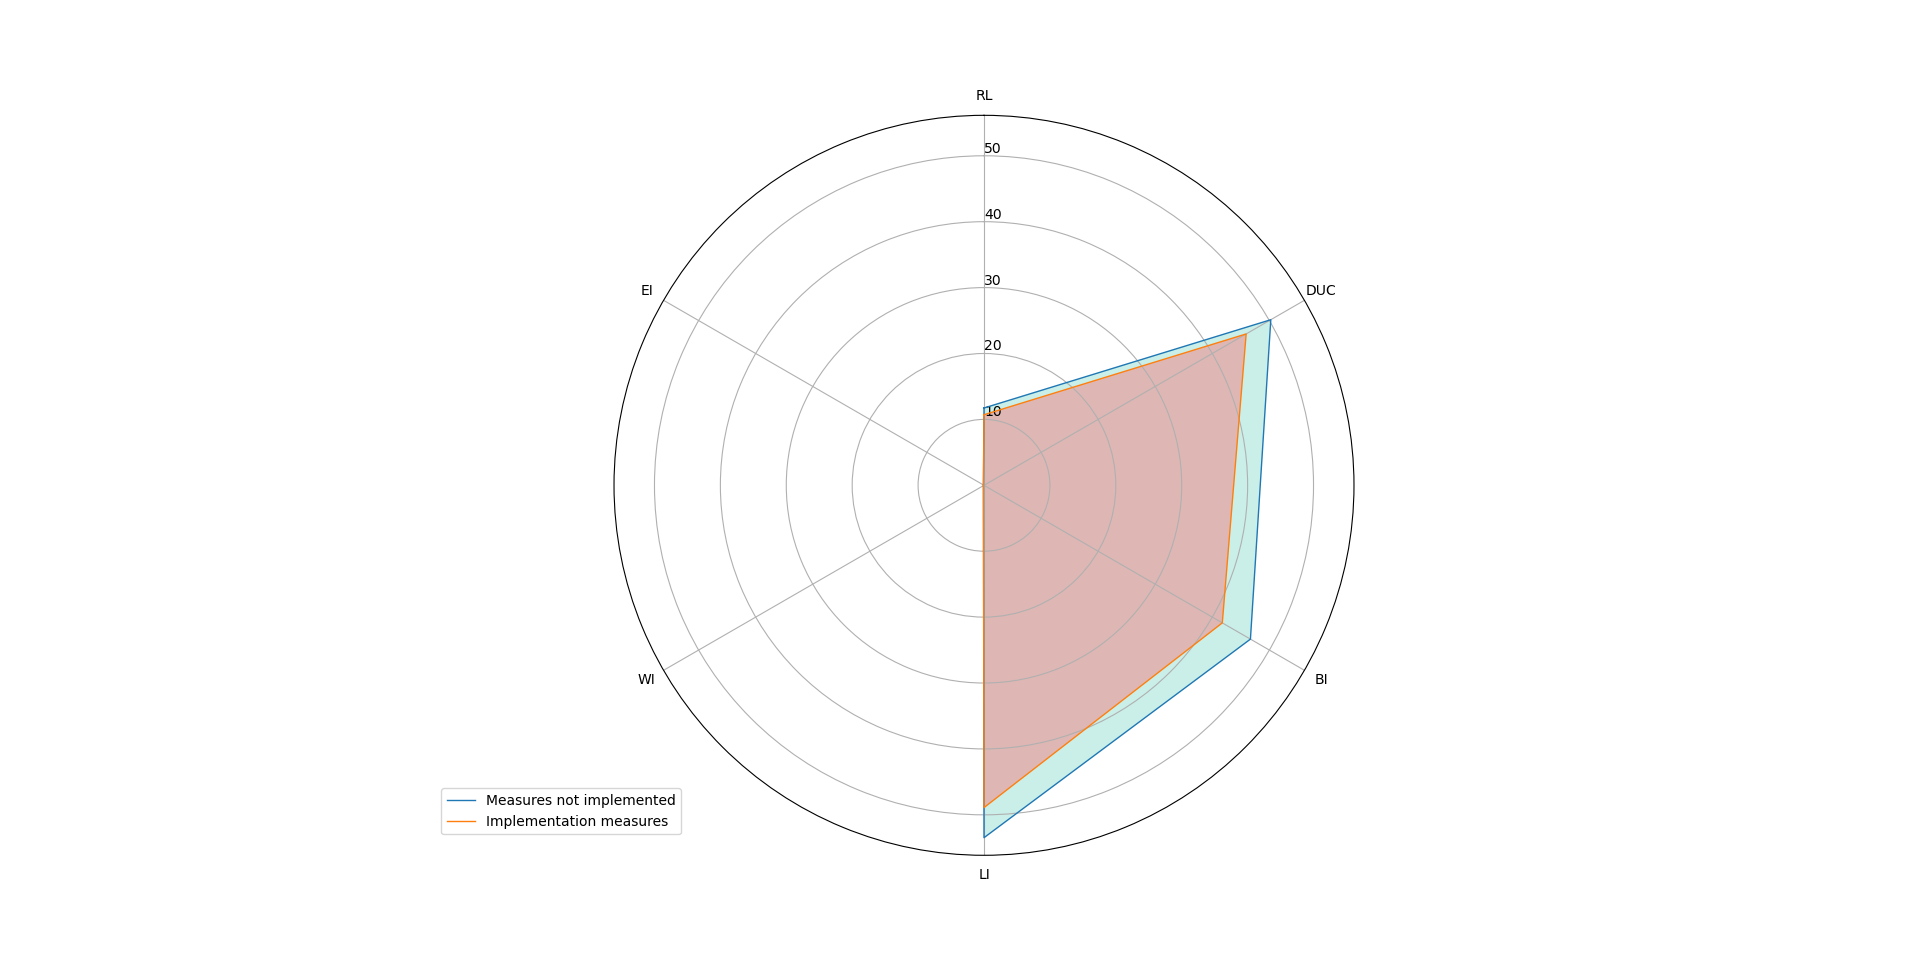 RL
50
40
30
20
10
EI
DUC
WI
BI
LI
Measures not implemented
Implementation measures